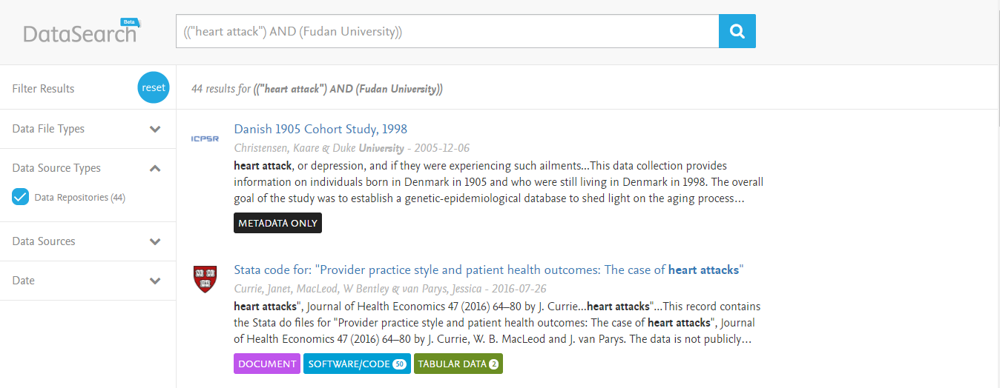 DataSearch Beta
(("heart attack") AND (Fudan University))
Filter Results
reset
44 results for (("heart attack") AND (Fudan University))
Data File Types
Data Source Types
Data Repositories (44)
Data Sources
Date
ICPSR
Danish 1905 Cohort Study, 1998
Christensen, Kaare & Duke University - 2005-12-06
heart attack, or depression, and if they were experiencing such ailments...This data collection provides
information on individuals born in Denmark in 1905 and who were still living in Denmark in 1998. The overall
goal of the study was to establish a genetic-epidemiological database to shed light on the aging process...
METADATA ONLY
Stata code for: "Provider practice style and patient health outcomes: The case of heart attacks"
Currie, Janet, MacLeod, W Bentley & van Parys, Jessica - 2016-07-26
heart attacks", Journal of Health Economics 47 (2016) 64–80 by J. Currie...heart attacks"...This record contains
the Stata do files for "Provider practice style and patient health outcomes: The case of heart attacks", Journal
of Health Economics 47 (2016) 64–80 by J. Currie, W. B. MacLeod and J. van Parys. The data is not publicly...
DOCUMENT SOFTWARE/CODE 50 TABULAR DATA 2